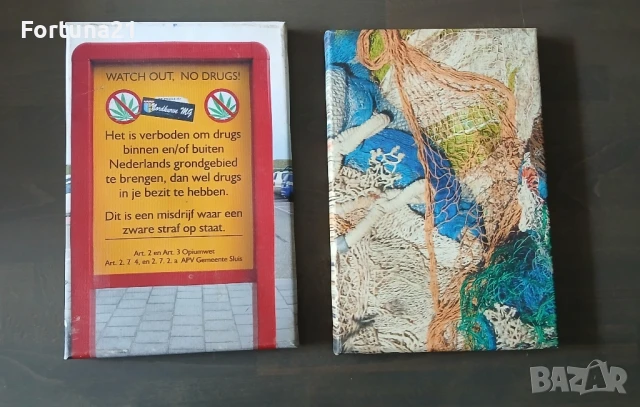 Fortuna21
WATCH OUT, NO DRUGS!
Nordkurve MG
Het is verboden om drugs
binnen en/of buiten
Nederlands grondgebied
te brengen, dan wel drugs
in je bezit te hebben.
Dit is een misdrijf waar een
zware straf op staat.
Art. 2 en Art. 3 Opiumwet
Art. 2. 7. 4, en 2. 7. 2. a APV Gemeente Sluis
BAZAR